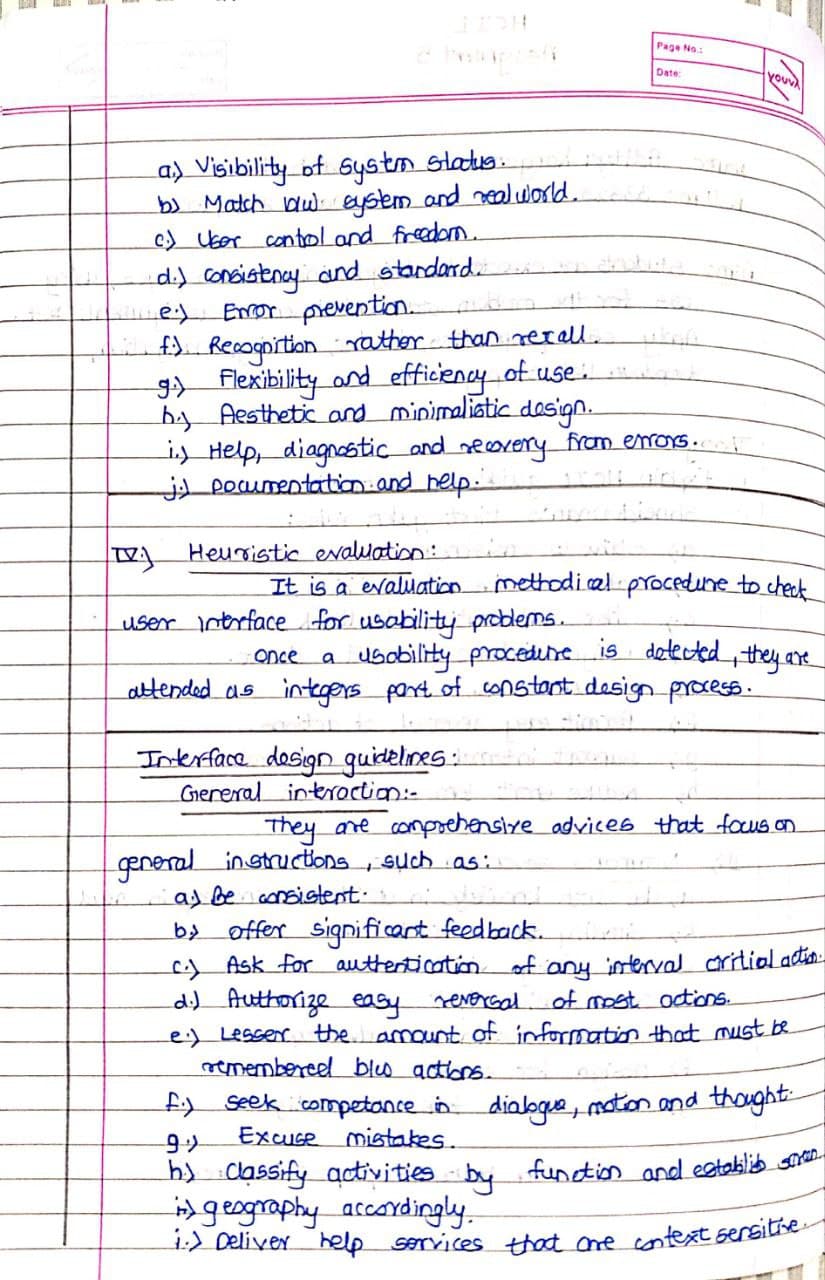 Page No.:
Date:
YOUVA
a.) Visibility of system status.
b) Match b/w system and real world.
c.) User control and freedom.
d.) consistency and standard.
e.) Error prevention.
f.) Recognition rather than recall.
g.) Flexibility and efficiency of use.
h.) Aesthetic and minimalistic design.
i.) Help, diagnostic and recovery from errors.
j.) Documentation and help.
IV.) Heuristic evaluation:
It is a evaluation methodical procedure to check
user interface for usability problems.
once a usability procedure is detected, they are
attended as integers part of constant design process.
Interface design guidelines:
General interaction:-
They are comprehensive advices that focus on
general instructions, such as:
a.) Be consistent.
b) offer significant feedback.
c.) Ask for authentication of any interval critial action.
d.) Authorize easy reversal of most actions.
e.) Lesser the amount of information that must be
remembered b/w actions.
f.) Seek competance in dialogue, motion and thought.
g.) Excuse mistakes.
h.) classify activities by function and establib
i.) geography accordingly.
i.) Deliver help services that are context sensitive.